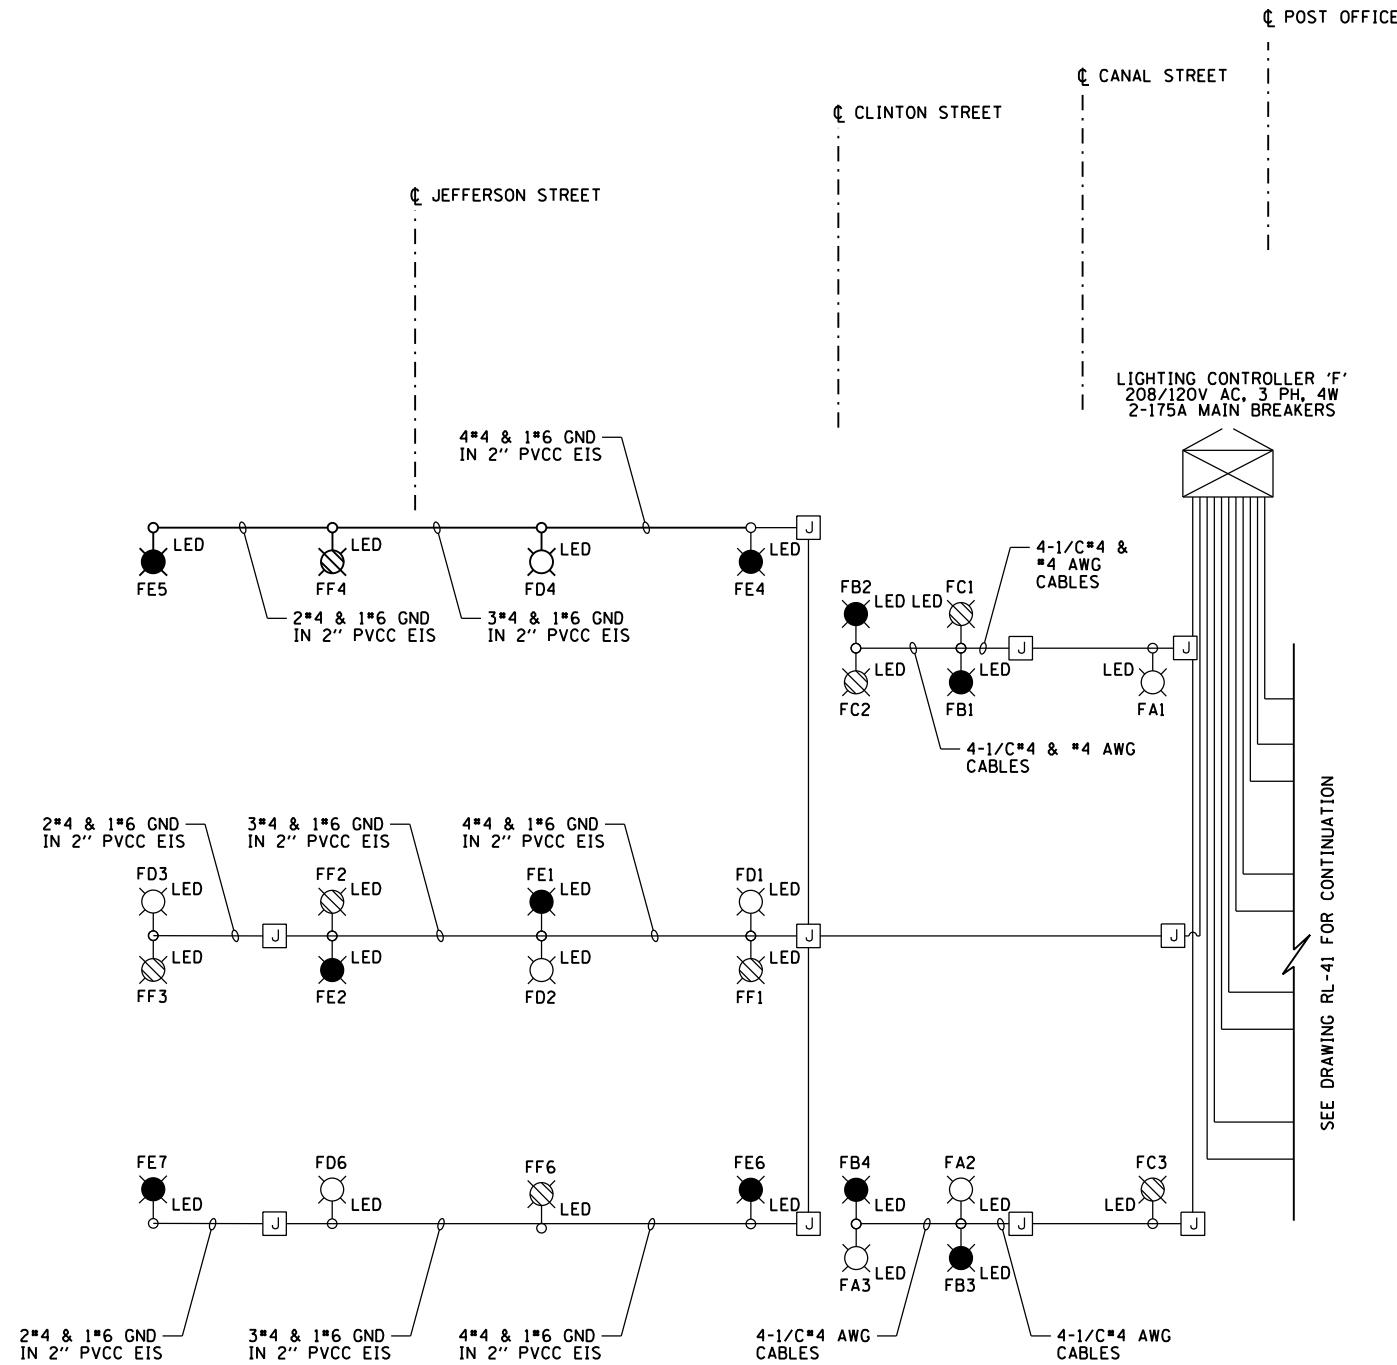 ℄ POST OFFICE
℄ CANAL STREET
℄ CLINTON STREET
℄ JEFFERSON STREET
LIGHTING CONTROLLER 'F'
208/120V AC, 3 PH, 4W
2-175A MAIN BREAKERS
4#4 & 1#6 GND
IN 2'' PVCC EIS
J
LED
LED
LED
LED
FE5
FF4
FD4
FE4
2#4 & 1#6 GND
IN 2'' PVCC EIS
3#4 & 1#6 GND
IN 2'' PVCC EIS
4-1/C#4 &
#4 AWG
CABLES
FB2
FC1
LED
LED
J
J
LED
LED
LED
FC2
FB1
FA1
4-1/C#4 & #4 AWG
CABLES
2#4 & 1#6 GND
IN 2'' PVCC EIS
3#4 & 1#6 GND
IN 2'' PVCC EIS
4#4 & 1#6 GND
IN 2'' PVCC EIS
FD3
FF2
FE1
FD1
LED
LED
LED
LED
J
J
J
LED
LED
LED
LED
FF3
FE2
FD2
FF1
SEE DRAWING RL-41 FOR CONTINUATION
FE7
FD6
FF6
FE6
FB4
FA2
FC3
LED
LED
LED
LED
LED
LED
LED
J
J
J
J
LED
LED
FA3
FB3
2#4 & 1#6 GND
IN 2'' PVCC EIS
3#4 & 1#6 GND
IN 2'' PVCC EIS
4#4 & 1#6 GND
IN 2'' PVCC EIS
4-1/C#4 AWG
CABLES
4-1/C#4 AWG
CABLES